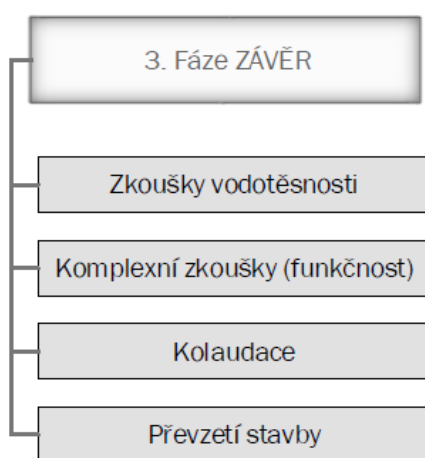 3. Fáze ZÁVĚR
Zkoušky vodotěsnosti
Komplexní zkoušky (funkčnost)
Kolaudace
Převzetí stavby